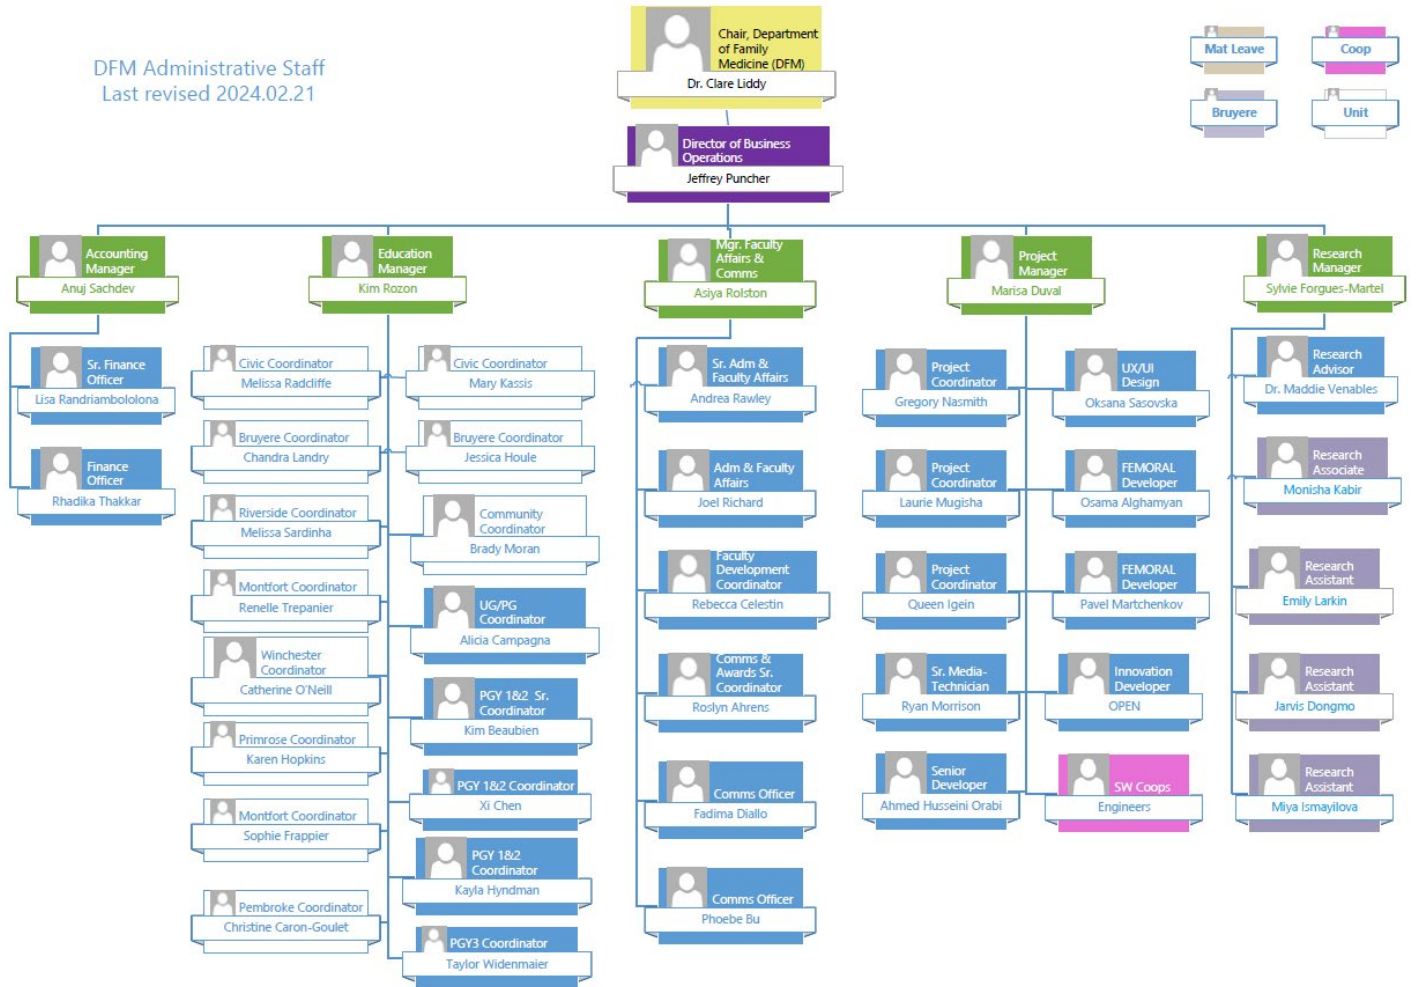 DFM Administrative Staff
Last revised 2024.02.21
Chair, Department
of Family
Medicine (DFM)
Dr. Clare Liddy
Director of Business
Operations
Jeffrey Puncher
Mat Leave
Coop
Bruyere
Unit
Accounting
Manager
Anuj Sachdev
Education
Manager
Kim Rozon
Mgr. Faculty
Affairs &
Comms
Asiya Rolston
Project
Manager
Marisa Duval
Research
Manager
Sylvie Forgues-Martel
Sr. Finance
Officer
Lisa Randriambololona
Finance
Officer
Rhadika Thakkar
Civic Coordinator
Melissa Radcliffe
Bruyere Coordinator
Chandra Landry
Riverside Coordinator
Melissa Sardinha
Montfort Coordinator
Renelle Trepanier
Winchester
Coordinator
Catherine O'Neill
Primrose Coordinator
Karen Hopkins
Montfort Coordinator
Sophie Frappier
Pembroke Coordinator
Christine Caron-Goulet
Civic Coordinator
Mary Kassis
Bruyere Coordinator
Jessica Houle
Community
Coordinator
Brady Moran
UG/PG
Coordinator
Alicia Campagna
PGY 1&2 Sr.
Coordinator
Kim Beaubien
PGY 1&2 Coordinator
Xi Chen
PGY 1&2
Coordinator
Kayla Hyndman
PGY3 Coordinator
Taylor Widenmaier
Sr. Adm &
Faculty Affairs
Andrea Rawley
Adm & Faculty
Affairs
Joel Richard
Faculty
Development
Coordinator
Rebecca Celestin
Comms &
Awards Sr.
Coordinator
Roslyn Ahrens
Comms Officer
Fadima Diallo
Comms Officer
Phoebe Bu
Project
Coordinator
Gregory Nasmith
Project
Coordinator
Laurie Mugisha
Project
Coordinator
Queen Igein
Sr. Media-
Technician
Ryan Morrison
Senior
Developer
Ahmed Husseini Orabi
UX/UI
Design
Oksana Sasovska
FEMORAL
Developer
Osama Alghamyan
FEMORAL
Developer
Pavel Martchenkov
Innovation
Developer
OPEN
SW Coops
Engineers
Research
Advisor
Dr. Maddie Venables
Research
Associate
Monisha Kabir
Research
Assistant
Emily Larkin
Research
Assistant
Jarvis Dongmo
Research
Assistant
Miya Ismayilova